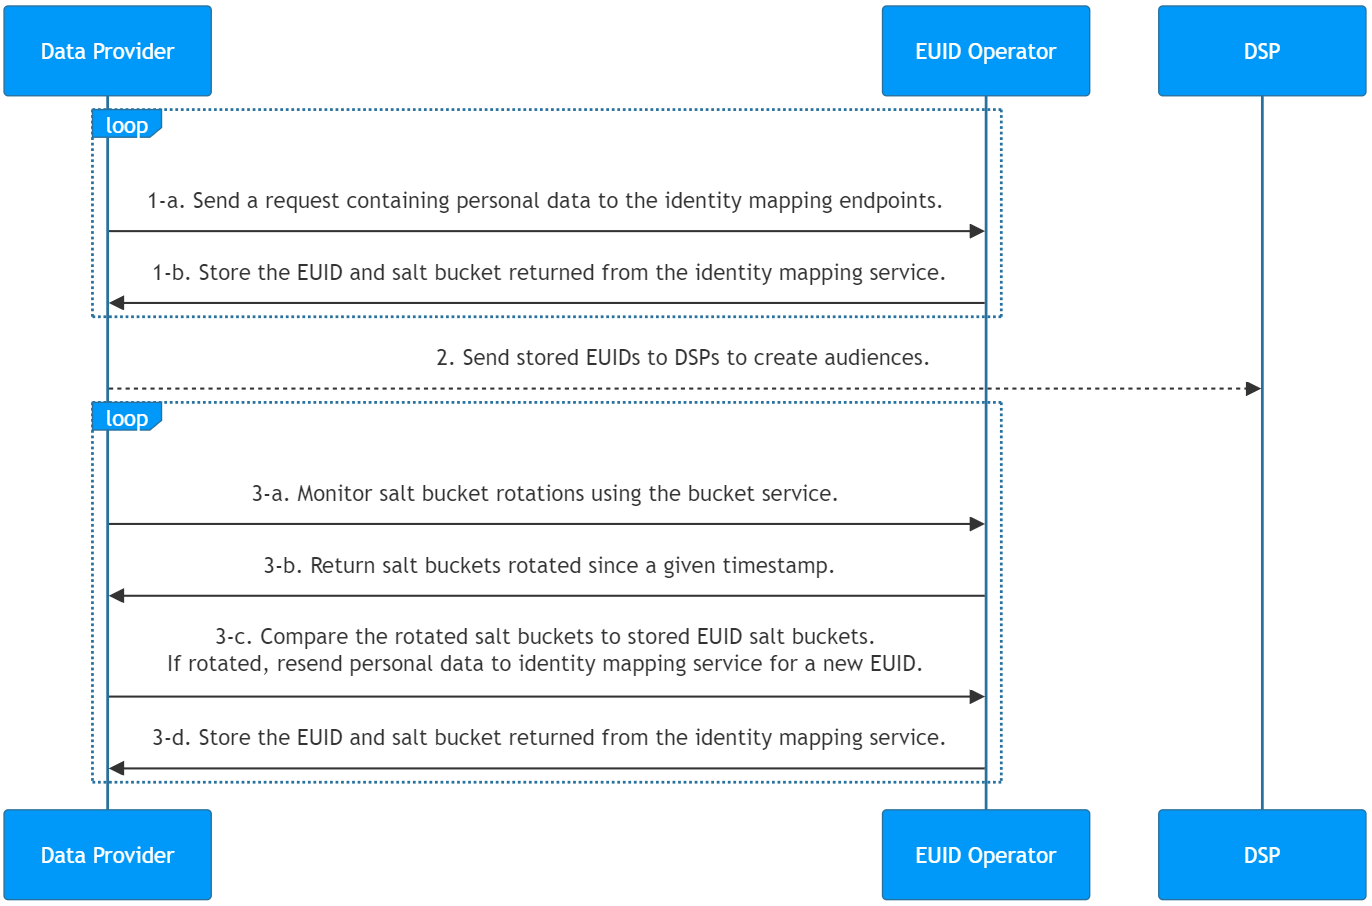 Data Provider
EUID Operator
DSP
loop
1-a. Send a request containing personal data to the identity mapping endpoints.
1-b. Store the EUID and salt bucket returned from the identity mapping service.
2. Send stored EUIDs to DSPs to create audiences.
loop
3-a. Monitor salt bucket rotations using the bucket service.
3-b. Return salt buckets rotated since a given timestamp.
3-c. Compare the rotated salt buckets to stored EUID salt buckets.
If rotated, resend personal data to identity mapping service for a new EUID.
3-d. Store the EUID and salt bucket returned from the identity mapping service.
Data Provider
EUID Operator
DSP